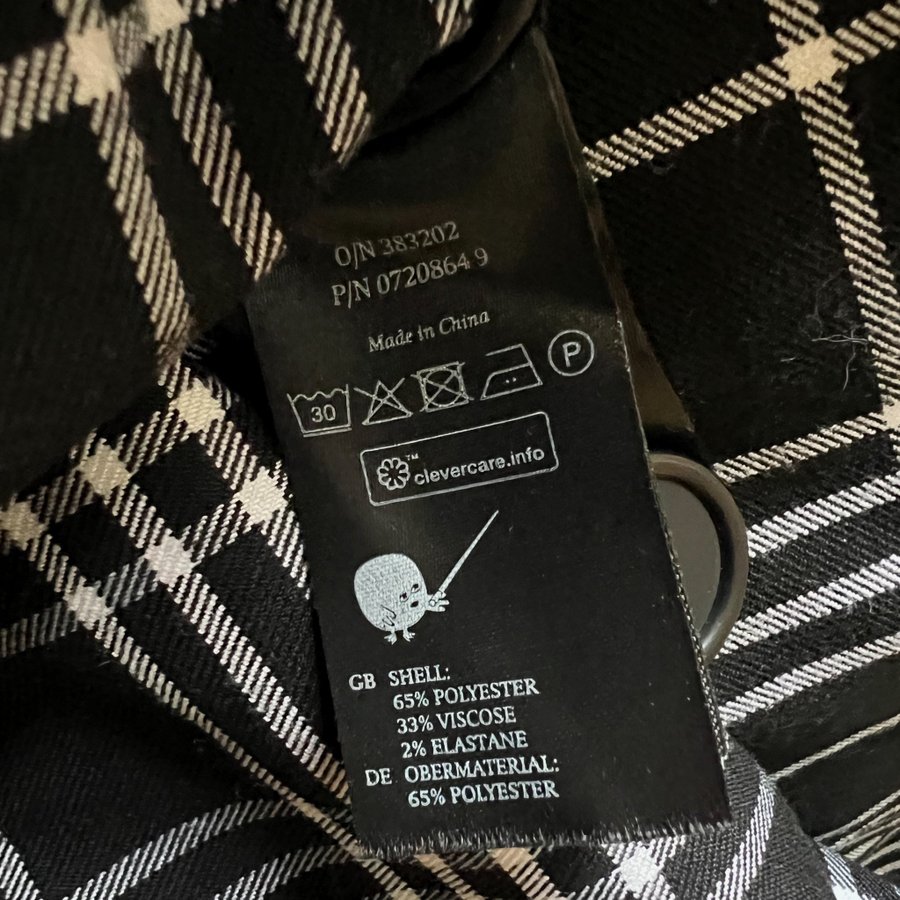 O/N 383202
P/N 0720864 9
Made in China
30
P
™ clevercare.info
GB SHELL:
65% POLYESTER
33% VISCOSE
2% ELASTANE
DE OBERMATERIAL:
65% POLYESTER